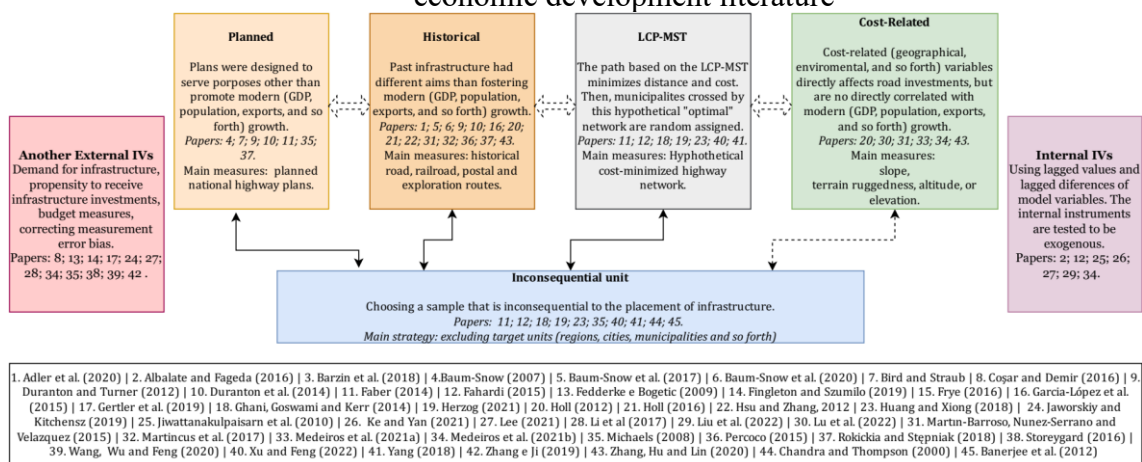 economic development literature
Planned
Plans were designed to
serve porposes other than
promote modern (GDP,
population, exports, and so
forth) growth.
Papers: 4; 7; 9; 10; 11; 35;
37.
Main measures: planned
national highway plans.
Historical
Past infrastructure had
different aims than fostering
modern (GDP, population,
exports, and so forth) growth.
Papers: 1; 5; 6; 9; 10; 16; 20;
21; 22; 31; 32; 36; 37; 43.
Main measures: historical
road, railroad, postal and
exploration routes.
LCP-MST
The path based on the LCP-MST
minimizes distance and cost.
Then, municipalites crossed by
this hypothetical "optimal"
network are random assigned.
Papers: 11; 12; 18; 19; 23; 40; 41.
Main measures: Hyphothetical
cost-minimized highway
network.
Cost-Related
Cost-related (geographical,
enviromental, and so forth) variables
directly affects road investments, but
are no directly correlated with
modern (GDP, population, exports,
and so forth) growth.
Papers: 20; 30; 31; 33; 34; 43.
Main measures:
slope,
terrain ruggedness, altitude, or
elevation.
Another External IVs
Demand for infrastructure,
propensity to receive
infrastructure investments,
budget measures,
correcting measurement
error bias.
Papers: 8; 13; 14; 17; 24; 27;
28; 34; 35; 38; 39; 42 .
Internal IVs
Using lagged values and
lagged diferences of
model variables. The
internal instruments
are tested to be
exogenous.
Papers: 2; 12; 25; 26;
27; 29; 34.
Inconsequential unit
Choosing a sample that is inconsequential to the placement of infrastructure.
Papers: 11; 12; 18; 19; 23; 35; 40; 41; 44; 45.
Main strategy: excluding target units (regions, cities, municipalities and so forth)
1. Adler et al. (2020) | 2. Albalate and Fageda (2016) | 3. Barzin et al. (2018) | 4.Baum-Snow (2007) | 5. Baum-Snow et al. (2017) | 6. Baum-Snow et al. (2020) | 7. Bird and Straub | 8. Coşar and Demir (2016) | 9.
Duranton and Turner (2012) | 10. Duranton et al. (2014) | 11. Faber (2014) | 12. Fahardi (2015) | 13. Fedderke e Bogetic (2009) | 14. Fingleton and Szumilo (2019) | 15. Frye (2016) | 16. Garcia-López et al.
(2015) | 17. Gertler et al. (2019) | 18. Ghani, Goswami and Kerr (2014) | 19. Herzog (2021) | 20. Holl (2012) | 21. Holl (2016) | 22. Hsu and Zhang, 2012 | 23. Huang and Xiong (2018) | 24. Jaworskiy and
Kitchensz (2019) | 25. Jiwattanakulpaisarn et al. (2010) | 26. Ke and Yan (2021) | 27. Lee (2021) | 28. Li et al (2017) | 29. Liu et al. (2022) | 30. Lu et al. (2022) | 31. Martın-Barroso, Nunez-Serrano and
Velazquez (2015) | 32. Martincus et al. (2017) | 33. Medeiros et al. (2021a) | 34. Medeiros et al. (2021b) | 35. Michaels (2008) | 36. Percoco (2015) | 37. Rokickia and Stępniak (2018) | 38. Storeygard (2016) |
39. Wang, Wu and Feng (2020) | 40. Xu and Feng (2022) | 41. Yang (2018) | 42. Zhang e Ji (2019) | 43. Zhang, Hu and Lin (2020) | 44. Chandra and Thompson (2000) | 45. Banerjee et al. (2012)